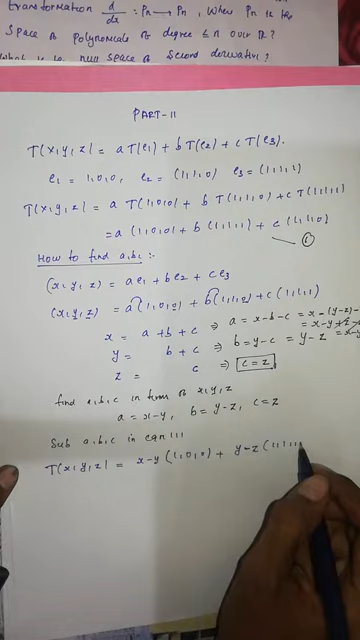 transformation d/dx : Pn → Pn, When Pn is the
Space of Polynomials of degree ≤ n over R?
What is the null space of Second derivative?
PART-11
T(x,y,z) = a T(e1) + b T(e2) + c T(e3).
e1 = 1,0,0, e2 = (1,1,0) e3 = (1,1,1)
T(x,y,z) = a T(1,0,0) + b T(1,1,0) + c T(1,1,1)
= a (1,0,0) + b (1,1,1) + c (1,1,0)
①
How to find a,b,c :-
(x,y,z) = a e1 + b e2 + c e3
(x,y,z) = a(1,0,0) + b(1,1,0) + c(1,1,1)
x = a+b+c ⇒ a = x-b-c = x-(y-z)-
= x-y+z-
y = b+c ⇒ b = y-c = y-z
z = c ⇒ c = z
find a,b,c in terms of x,y,z
a = x-y, b = y-z, c = z
Sub a,b,c in eqn 111
T(x,y,z) = x-y(1,0,0) + y-z(1,1,1